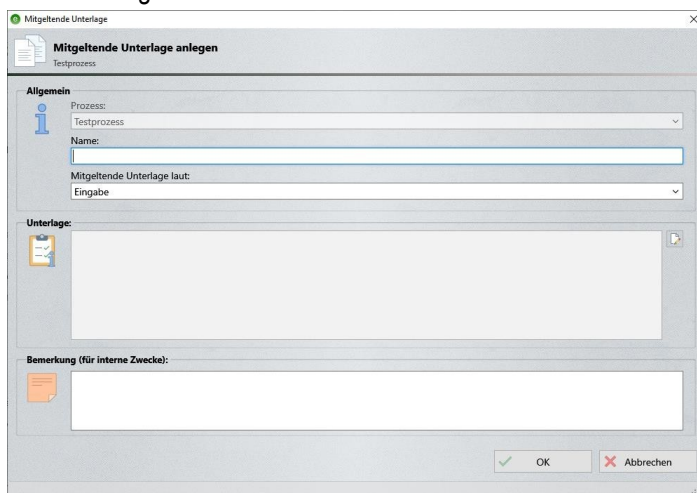 Mitgeltende Unterlage
Mitgeltende Unterlage anlegen
Testprozess
Allgemein
Prozess:
Testprozess
Name:
Mitgeltende Unterlage laut:
Eingabe
Unterlage:
Bemerkung (für interne Zwecke):
OK
Abbrechen